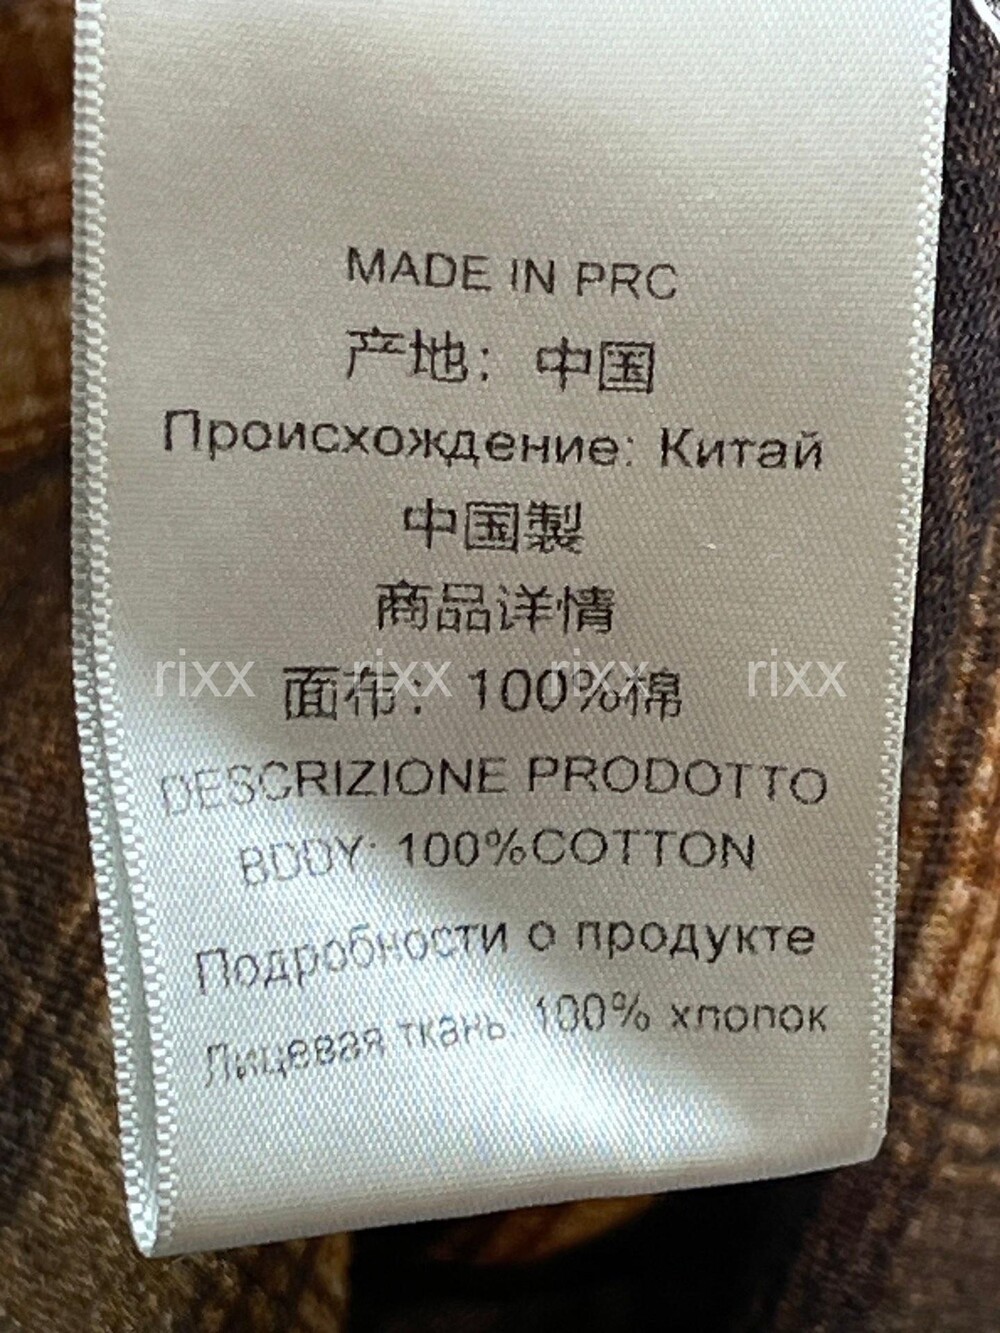 MADE IN PRC
产地：中国
Происхождение: Китай
中国製
商品详情
面布：100%棉
rixx rixx rixx rixx
DESCRIZIONE PRODOTTO
BODY: 100%COTTON
Подробности о продукте
Лицевая ткань: 100% хлопок